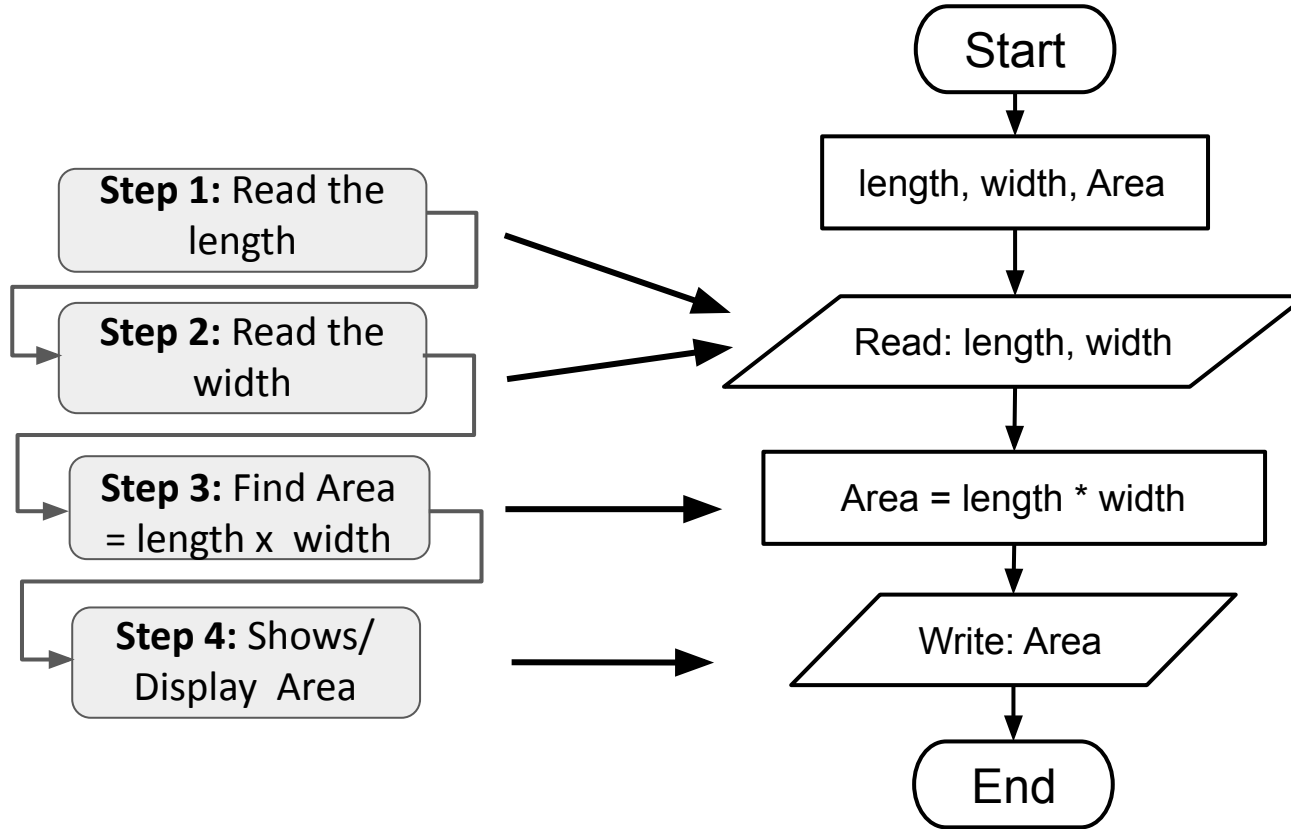 Step 1: Read the
length
Step 2: Read the
width
Step 3: Find Area
= length x  width
Step 4: Shows/
Display  Area
Start
length, width, Area
Read: length, width
Area = length * width
Write: Area
End